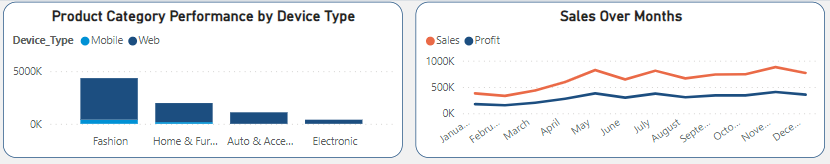 Product Category Performance by Device Type
Device_Type Mobile Web
5000K
0K
Fashion Home & Fur... Auto & Acce... Electronic
Sales Over Months
Sales Profit
1000K
500K
0K
Janua... Febru... March April May June July August Septe... Octo... Nove... Dece...